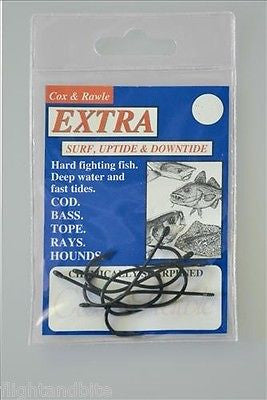 Cox & Rawle
EXTRA
SURF, UPTIDE & DOWNTIDE
Hard fighting fish.
Deep water and
fast tides.
COD.
BASS.
TOPE.
RAYS.
HOUNDS.
CHEMICALLY SHARPENED
flightandbite